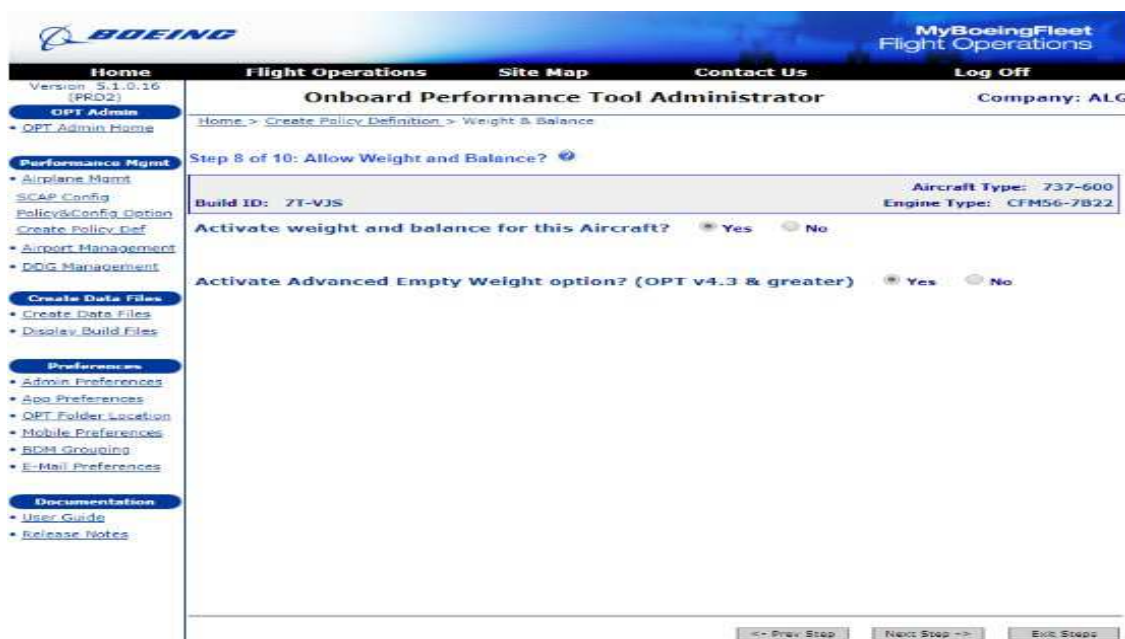 BOEING
MyBoeingFleet
Flight Operations
Home Flight Operations Site Map Contact Us Log Off
Version 5.1.0.16
(PRD2)
OPT Admin
• OPT Admin Home
Performance Mgmt
• Airplane Mgmt
SCAP Config
Policy&Config Option
Create Policy Def
• Airport Management
• DDG Management
Create Data Files
• Create Data Files
• Display Build Files
Preferences
• Admin Preferences
• App Preferences
• OPT Folder Location
• Mobile Preferences
• BDM Grouping
• E-Mail Preferences
Documentation
• User Guide
• Release Notes
Onboard Performance Tool Administrator Company: ALG
Home > Create Policy Definition > Weight & Balance
Step 8 of 10: Allow Weight and Balance? ?
Aircraft Type: 737-600
Build ID: 7T-VJS Engine Type: CFM56-7B22
Activate weight and balance for this Aircraft? Yes No
Activate Advanced Empty Weight option? (OPT v4.3 & greater) Yes No
<- Prev Step Next Step -> Exit Steps